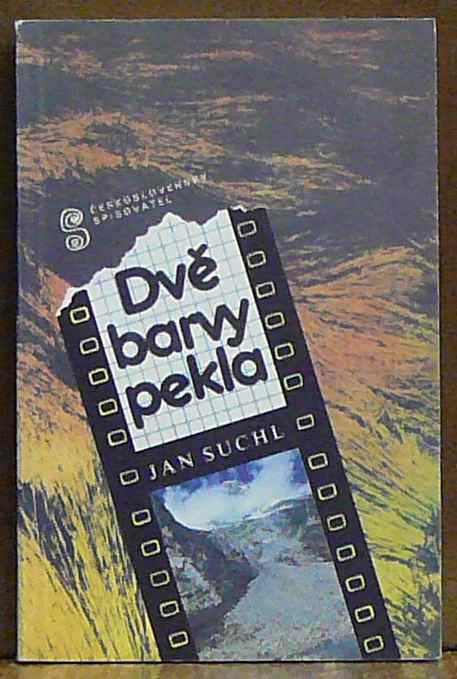 ČESKOSLOVENSKÝ
SPISOVATEL
Dvě
barvy
pekla
JAN SUCHL